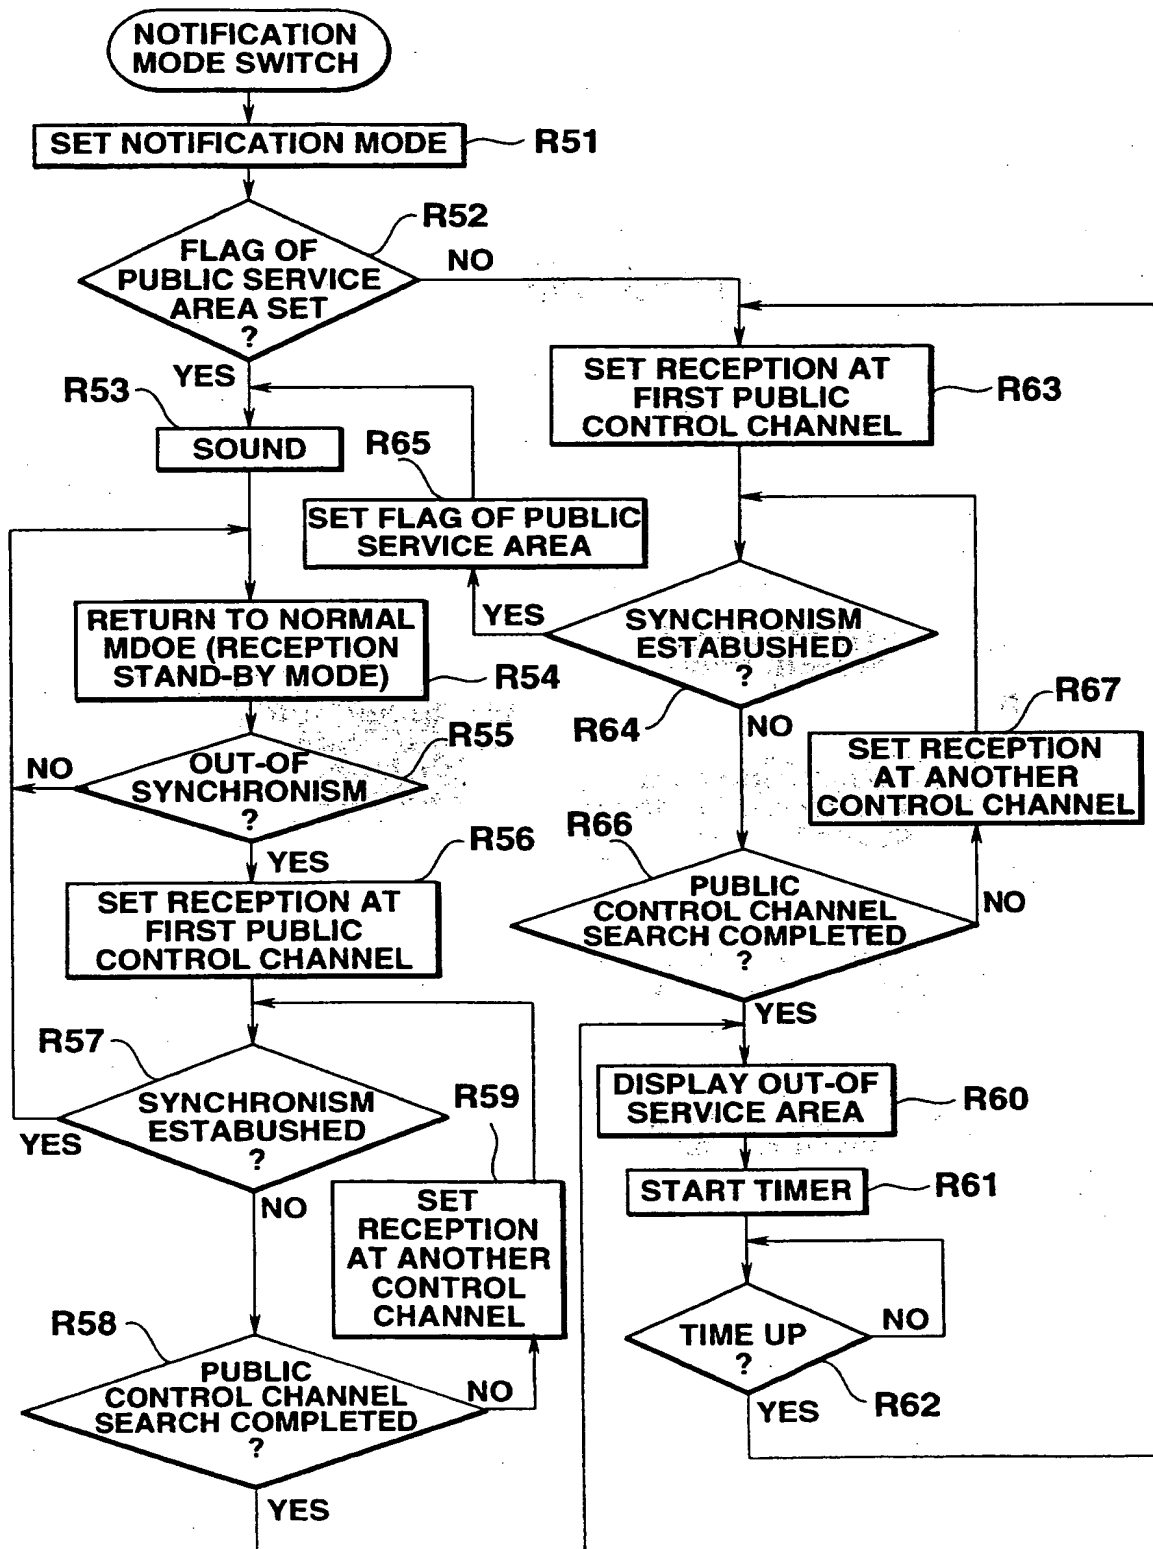 NOTIFICATION
MODE SWITCH
SET NOTIFICATION MODE
R51
R52
FLAG OF
PUBLIC SERVICE
AREA SET
?
NO
YES
R53
SOUND
R65
SET FLAG OF PUBLIC
SERVICE AREA
RETURN TO NORMAL
MDOE (RECEPTION
STAND-BY MODE)
R54
R55
OUT-OF
SYNCHRONISM
?
NO
YES
R56
SET RECEPTION AT
FIRST PUBLIC
CONTROL CHANNEL
R57
SYNCHRONISM
ESTABUSHED
?
YES
NO
R59
SET
RECEPTION
AT ANOTHER
CONTROL
CHANNEL
R58
PUBLIC
CONTROL CHANNEL
SEARCH COMPLETED
?
NO
YES
SET RECEPTION AT
FIRST PUBLIC
CONTROL CHANNEL
R63
SYNCHRONISM
ESTABUSHED
?
YES
R64
NO
R67
SET RECEPTION
AT ANOTHER
CONTROL CHANNEL
R66
PUBLIC
CONTROL CHANNEL
SEARCH COMPLETED
?
NO
YES
DISPLAY OUT-OF
SERVICE AREA
R60
START TIMER
R61
TIME UP
?
NO
R62
YES